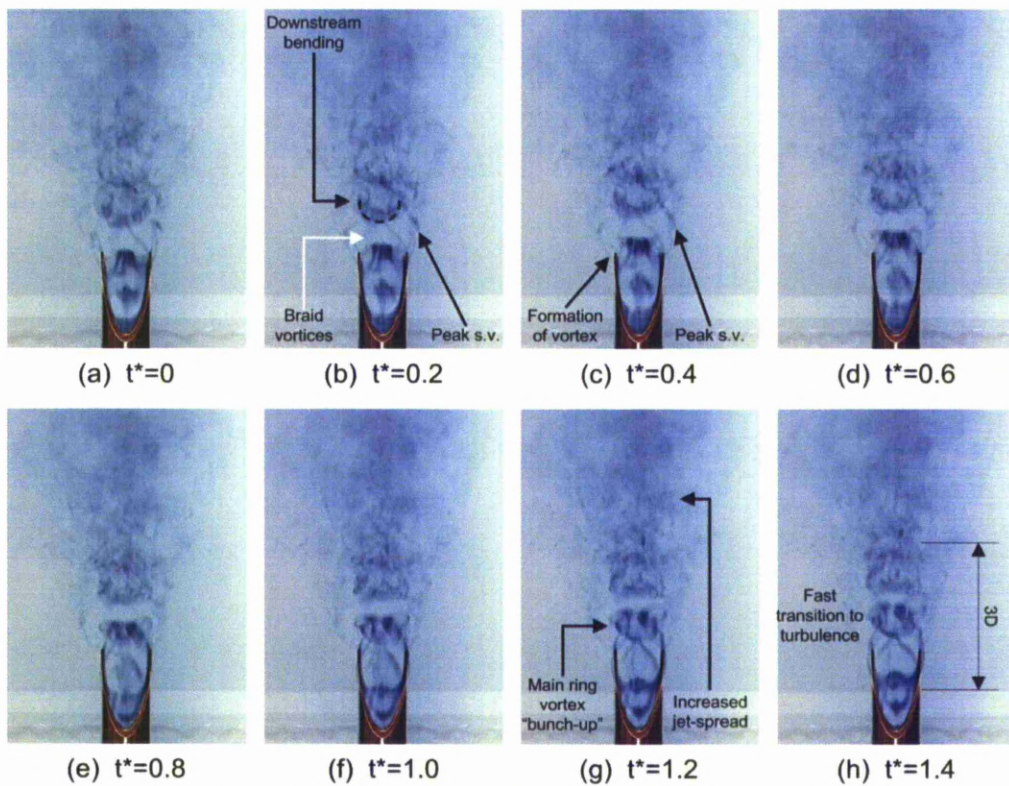 Downstream
bending
Braid
vortices
Peak s.v.
Formation
of vortex
Peak s.v.
(a) t*=0
(b) t*=0.2
(c) t*=0.4
(d) t*=0.6
Main ring
vortex
"bunch-up"
Increased
jet-spread
Fast
transition to
turbulence
3D
(e) t*=0.8
(f) t*=1.0
(g) t*=1.2
(h) t*=1.4